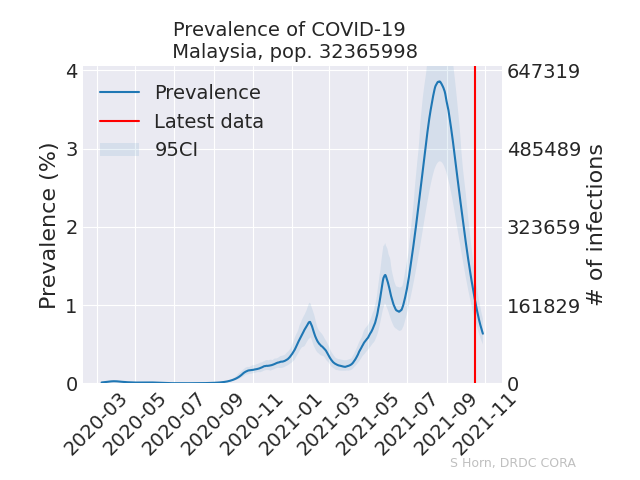 Prevalence of COVID-19
Malaysia, pop. 32365998
Prevalence (%)
4
3
2
1
0
Prevalence
Latest data
95CI
647319
485489
323659
161829
0
# of infections
2020-03
2020-05
2020-07
2020-09
2020-11
2021-01
2021-03
2021-05
2021-07
2021-09
2021-11
S Horn, DRDC CORA